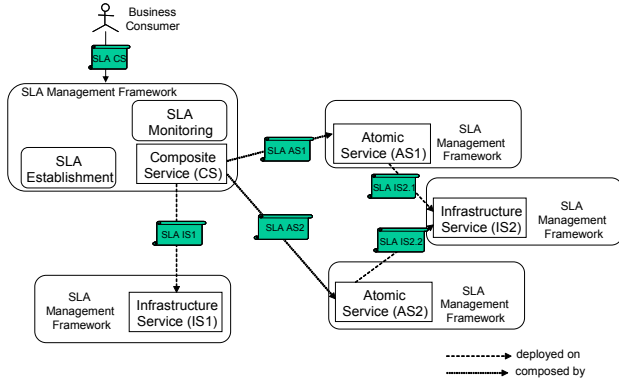 Business
Consumer
SLA CS
SLA Management Framework
SLA
Monitoring
SLA
Establishment
Composite
Service (CS)
SLA AS1
Atomic
Service (AS1)
SLA
Management
Framework
SLA IS2.1
SLA IS1
SLA AS2
SLA IS2.2
Infrastructure
Service (IS2)
SLA
Management
Framework
SLA
Management
Framework
Infrastructure
Service (IS1)
Atomic
Service
(AS2)
SLA
Management
Framework
deployed on
composed by